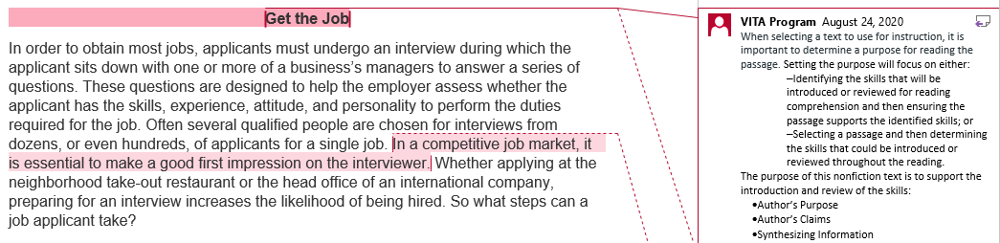 Get the Job
In order to obtain most jobs, applicants must undergo an interview during which the
applicant sits down with one or more of a business’s managers to answer a series of
questions. These questions are designed to help the employer assess whether the
applicant has the skills, experience, attitude, and personality to perform the duties
required for the job. Often several qualified people are chosen for interviews from
dozens, or even hundreds, of applicants for a single job. In a competitive job market, it
is essential to make a good first impression on the interviewer. Whether applying at the
neighborhood take-out restaurant or the head office of an international company,
preparing for an interview increases the likelihood of being hired. So what steps can a
job applicant take?
VITA Program August 24, 2020
When selecting a text to use for instruction, it is
important to determine a purpose for reading the
passage. Setting the purpose will focus on either:
–Identifying the skills that will be
introduced or reviewed for reading
comprehension and then ensuring the
passage supports the identified skills; or
–Selecting a passage and then determining
the skills that could be introduced or
reviewed throughout the reading.
The purpose of this nonfiction text is to support the
introduction and review of the skills:
•Author’s Purpose
•Author’s Claims
•Synthesizing Information